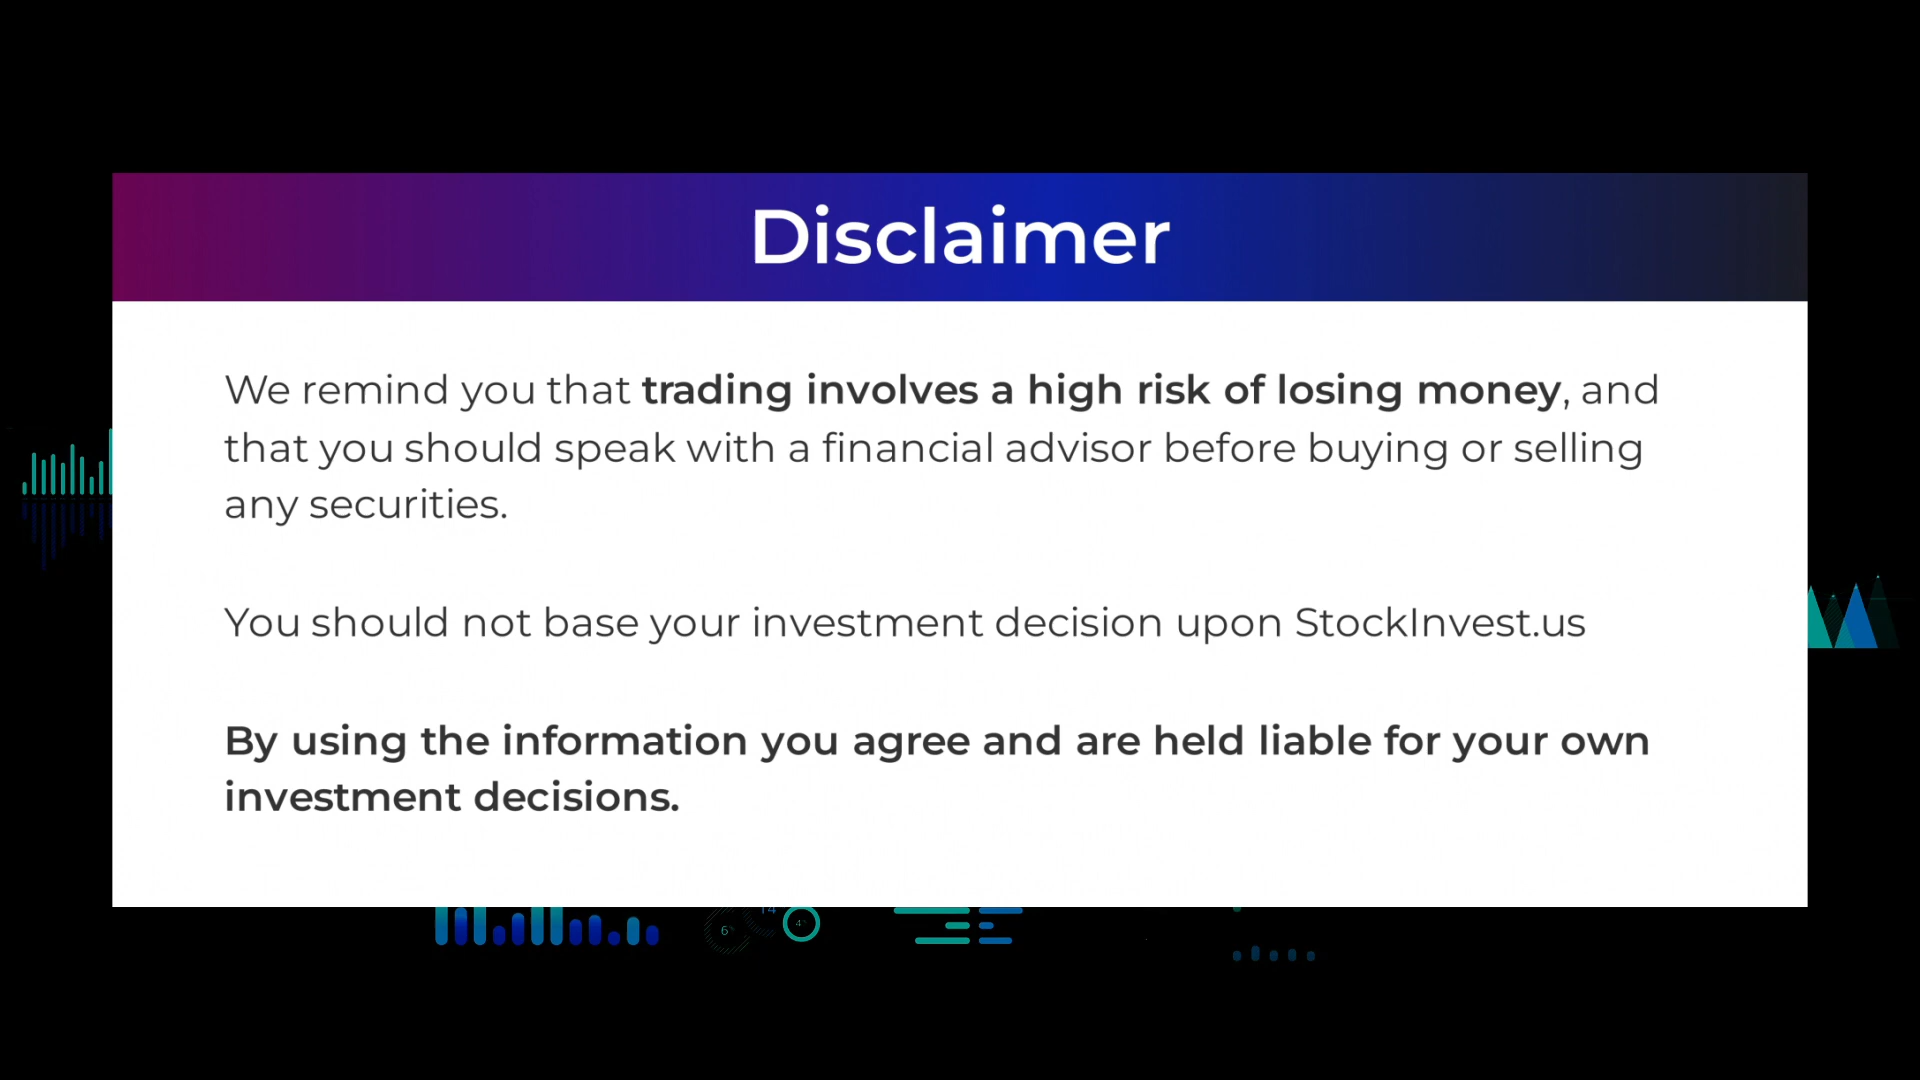 Disclaimer
We remind you that trading involves a high risk of losing money, and
that you should speak with a financial advisor before buying or selling
any securities.
You should not base your investment decision upon StockInvest.us
By using the information you agree and are held liable for your own
investment decisions.